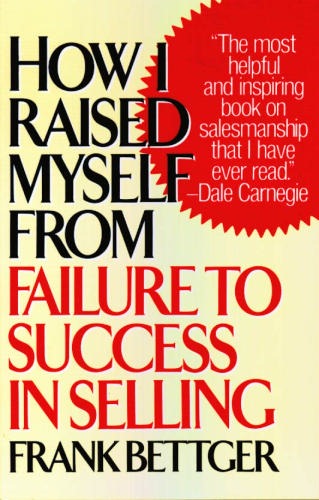 HOW I
RAISED
MYSELF
FROM
FAILURE TO
SUCCESS
IN SELLING
FRANK BETTGER
“The most
helpful
and inspiring
book on
salesmanship
that I have
ever read.”
—Dale Carnegie